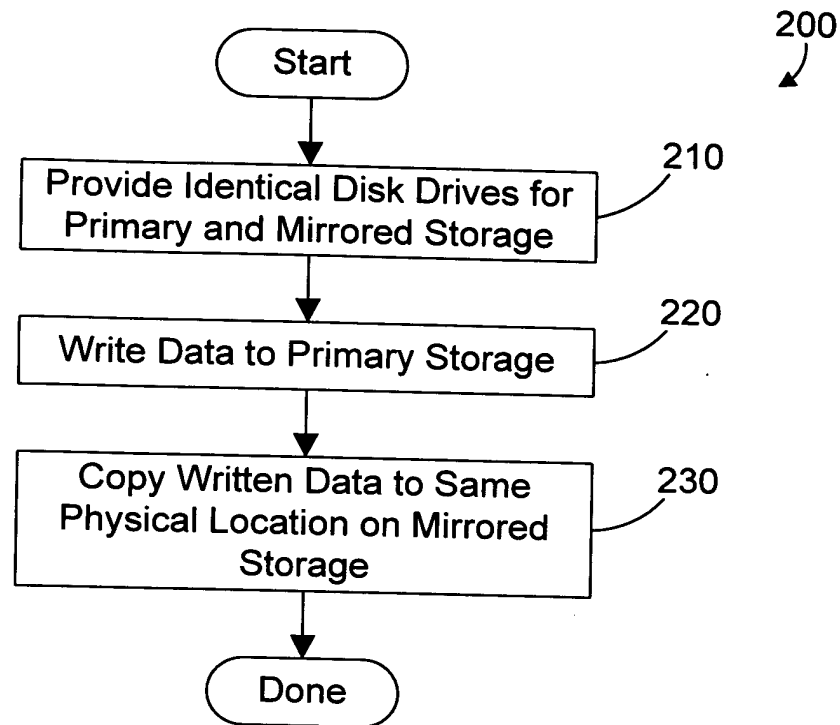 200
Start
210
Provide Identical Disk Drives for
Primary and Mirrored Storage
220
Write Data to Primary Storage
230
Copy Written Data to Same
Physical Location on Mirrored
Storage
Done